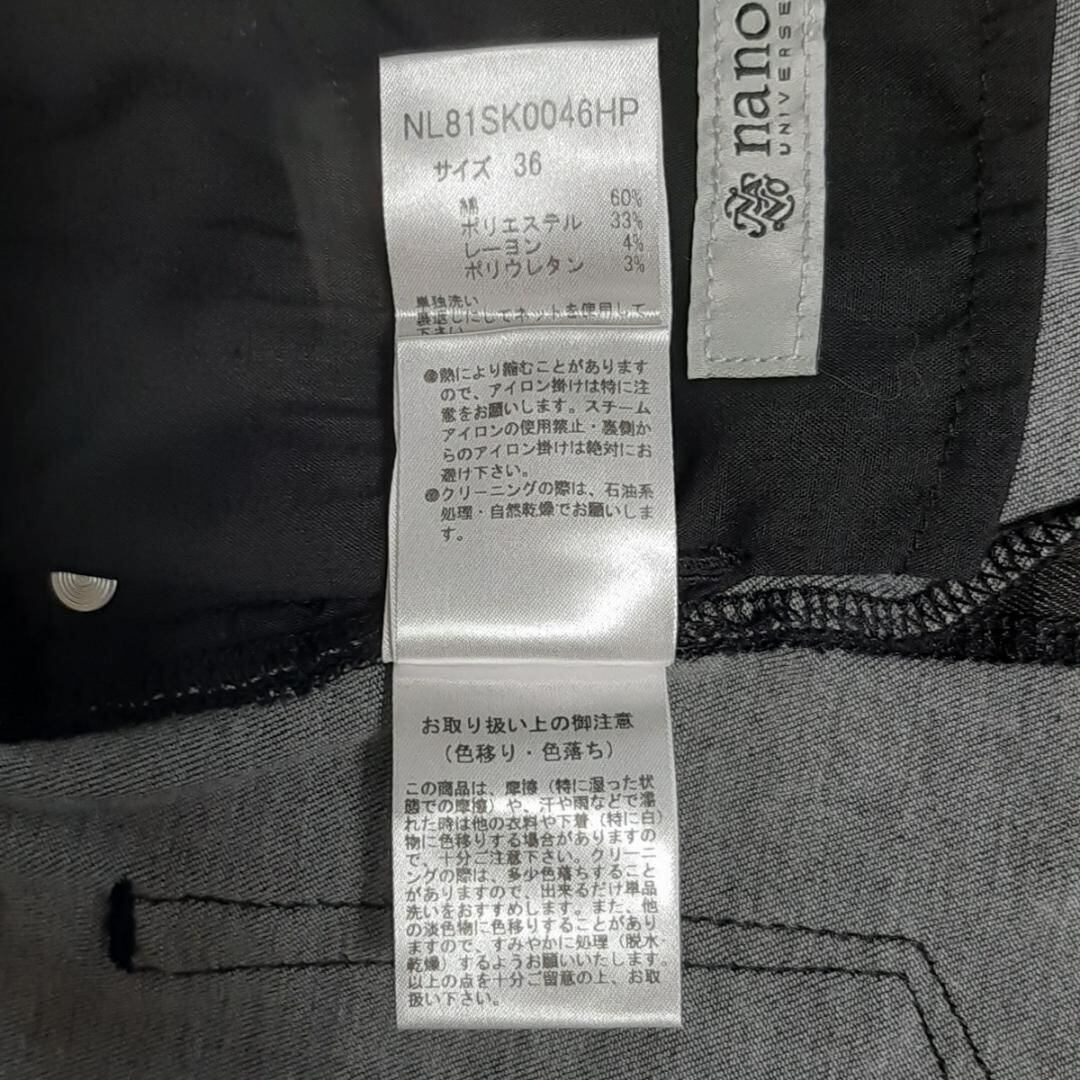 NL81SK0046HP
サイズ 36
綿 60%
ポリエステル 33%
レーヨン 4%
ポリウレタン 3%
単独洗い
裏返しにしてネットを使用して
下さい
●熱により縮むことがあります
ので、アイロン掛けは特に注
意をお願いします。スチーム
アイロンの使用禁止・裏側か
らのアイロン掛けは絶対にお
避け下さい。
●クリーニングの際は、石油系
処理・自然乾燥でお願いしま
す。
お取り扱い上の御注意
(色移り・色落ち)
この商品は、摩擦(特に湿った状
態での摩擦)や、汗や雨などで濡
れた時は他の衣料や下着(特に白)
物に色移りする場合がありますの
で、十分ご注意下さい。クリーニ
ングの際は、多少色落ちすること
がありますので、出来るだけ単品
洗いをおすすめします。また、他
の淡色物に色移りすることがあり
ますので、すみやかに処理(脱水・
乾燥)するようお願いいたします。
以上の点を十分ご留意の上、お取
扱い下さい。
nano
UNIVERSE